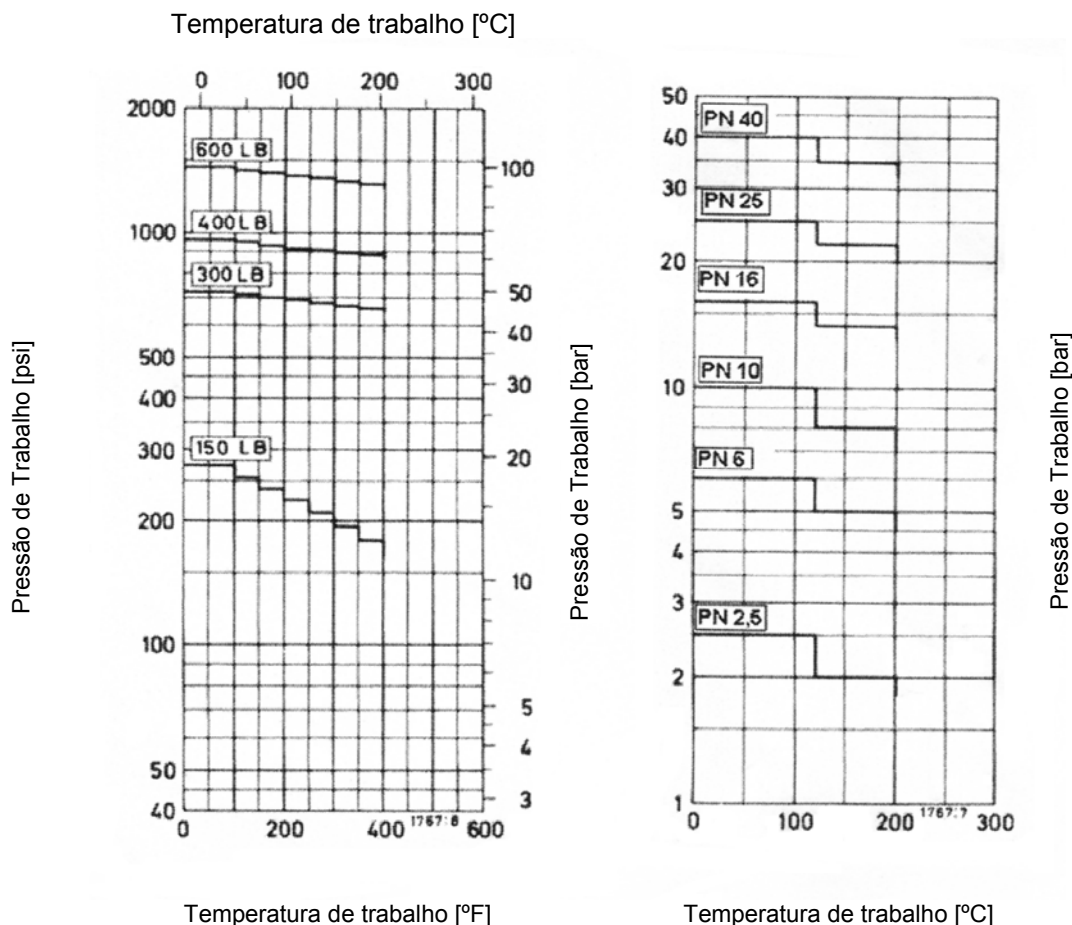 Temperatura de trabalho [ºC]
0 100 200 300
2000
600 LB
100
400 LB
1000
300 LB
50
40
500
30
400
300
150 LB
20
200
10
100
5
4
50
3
40
0 200 400 1767:6 600
Temperatura de trabalho [ºF]
Pressão de Trabalho [psi]
Pressão de Trabalho [bar]
50
PN 40
40
30
PN 25
20
PN 16
PN 10
10
PN 6
5
4
3
PN 2,5
2
1
0 100 200 1767:7 300
Temperatura de trabalho [ºC]
Pressão de Trabalho [bar]